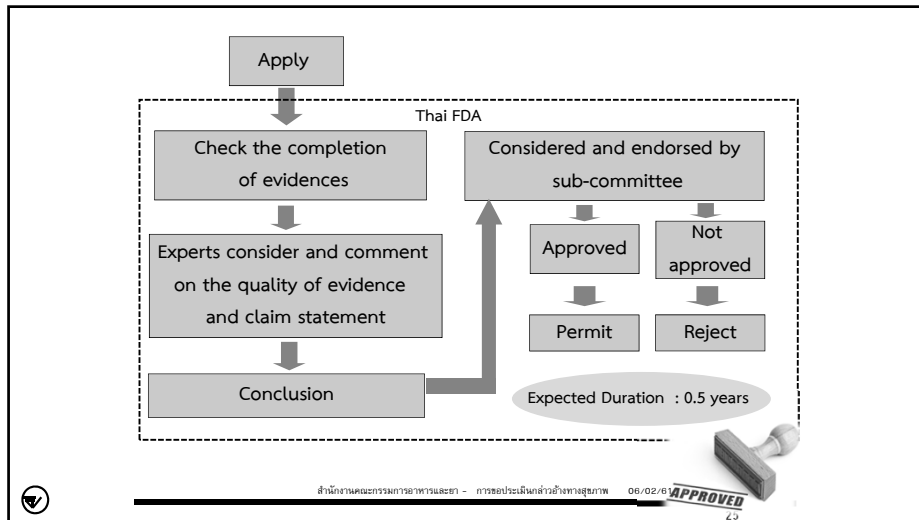 Apply
Thai FDA
Check the completion
of evidences
Experts consider and comment
on the quality of evidence
and claim statement
Conclusion
Considered and endorsed by
sub-committee
Approved
Not
approved
Permit
Reject
Expected Duration : 0.5 years
สำนักงานคณะกรรมการอาหารและยา - การขอประเมินกล่าวอ้างทางสุขภาพ 06/02/61
APPROVED
25